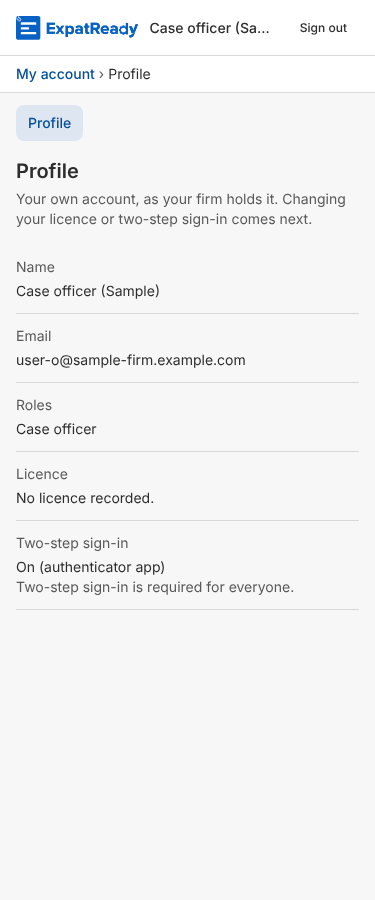 ExpatReady Case officer (Sa... Sign out
My account › Profile
Profile
Profile
Your own account, as your firm holds it. Changing
your licence or two-step sign-in comes next.
Name
Case officer (Sample)
Email
user-o@sample-firm.example.com
Roles
Case officer
Licence
No licence recorded.
Two-step sign-in
On (authenticator app)
Two-step sign-in is required for everyone.